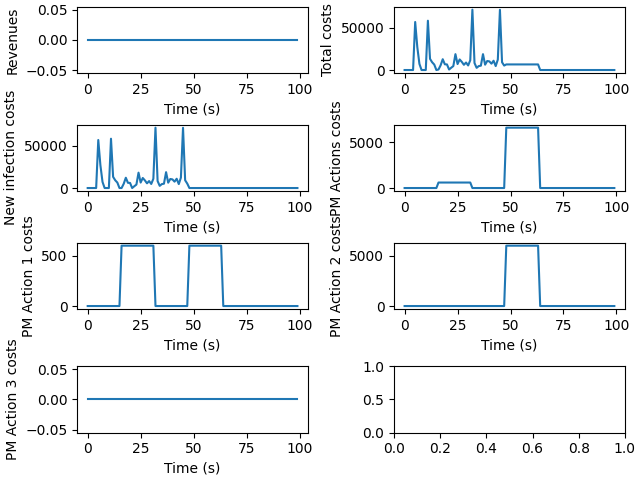 Revenues
0.05
0.00
−0.05
0 25 50 75 100
Time (s)
Total costs
50000
0
0 25 50 75 100
Time (s)
New infection costs
50000
0
0 25 50 75 100
Time (s)
PM Actions costs
5000
0
0 25 50 75 100
Time (s)
PM Action 1 costs
500
0
0 25 50 75 100
Time (s)
PM Action 2 costs
5000
0
0 25 50 75 100
Time (s)
PM Action 3 costs
0.05
0.00
−0.05
0 25 50 75 100
Time (s)
1.0
0.5
0.0
0.0 0.2 0.4 0.6 0.8 1.0